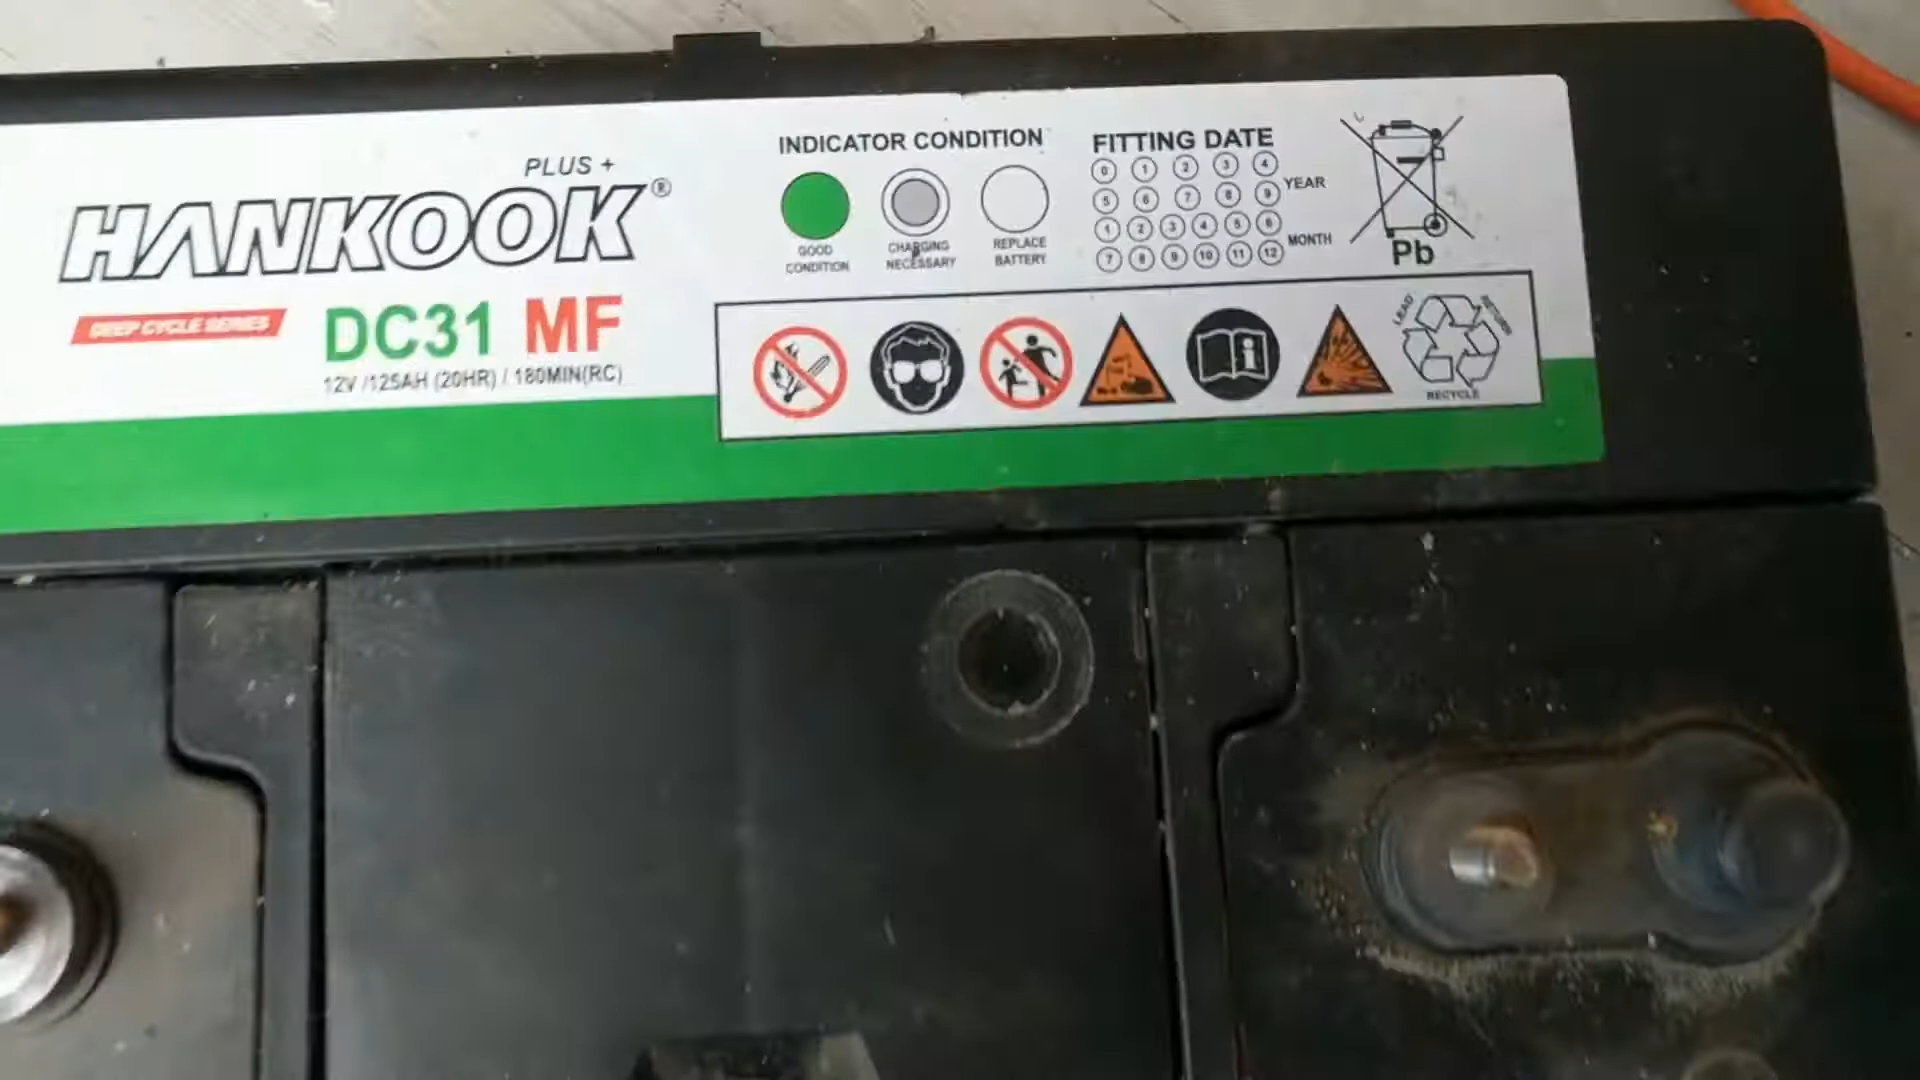 PLUS +
HANKOOK®
DEEP CYCLE SERIES
DC31 MF
12V /125AH (20HR) / 180MIN(RC)
INDICATOR CONDITION
GOOD CONDITION
CHARGING NECESSARY
REPLACE BATTERY
FITTING DATE
0 1 2 3 4
5 6 7 8 9
YEAR
1 2 3 4 5 6
7 8 9 10 11 12
MONTH
Pb
LEAD
RETURN
RECYCLE